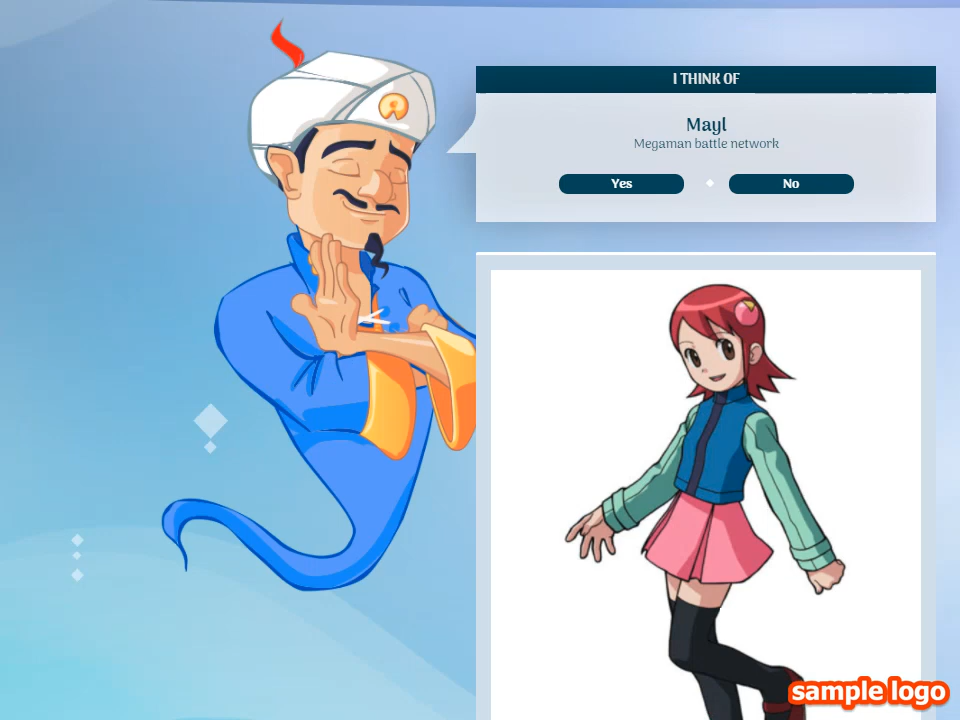 I THINK OF
Mayl
Megaman battle network
Yes
No
sample logo